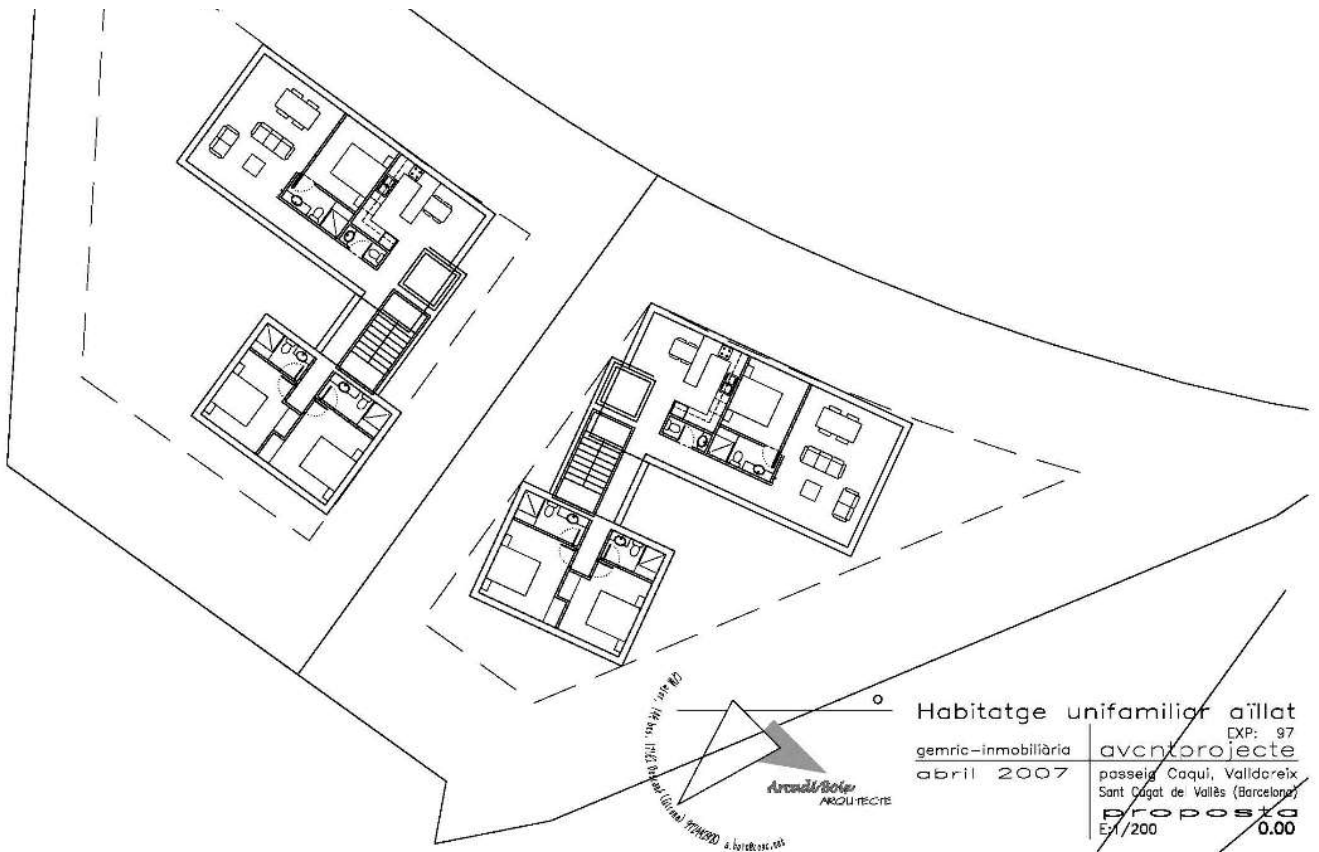 Habitatge unifamiliar aïllat
EXP: 97
gemric-inmobiliària
avantprojecte
abril 2007
passeig Caqui, Valldoreix
Sant Cugat del Vallès (Barcelona)
proposta
E:1/200
0.00
Arcadi Boix
ARQUITECTE